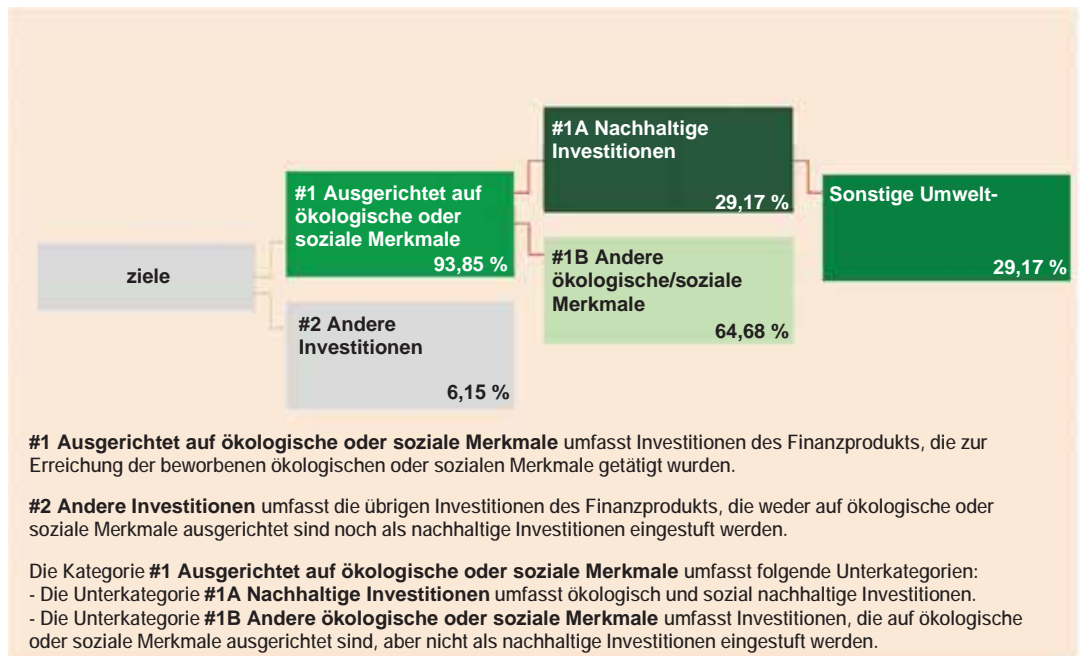 #1A Nachhaltige
Investitionen
29,17 %
#1 Ausgerichtet auf
ökologische oder
soziale Merkmale
93,85 %
Sonstige Umwelt-
29,17 %
ziele
#1B Andere
ökologische/soziale
Merkmale
64,68 %
#2 Andere
Investitionen
6,15 %
#1 Ausgerichtet auf ökologische oder soziale Merkmale umfasst Investitionen des Finanzprodukts, die zur
Erreichung der beworbenen ökologischen oder sozialen Merkmale getätigt wurden.
#2 Andere Investitionen umfasst die übrigen Investitionen des Finanzprodukts, die weder auf ökologische oder
soziale Merkmale ausgerichtet sind noch als nachhaltige Investitionen eingestuft werden.
Die Kategorie #1 Ausgerichtet auf ökologische oder soziale Merkmale umfasst folgende Unterkategorien:
- Die Unterkategorie #1A Nachhaltige Investitionen umfasst ökologisch und sozial nachhaltige Investitionen.
- Die Unterkategorie #1B Andere ökologische oder soziale Merkmale umfasst Investitionen, die auf ökologische
oder soziale Merkmale ausgerichtet sind, aber nicht als nachhaltige Investitionen eingestuft werden.